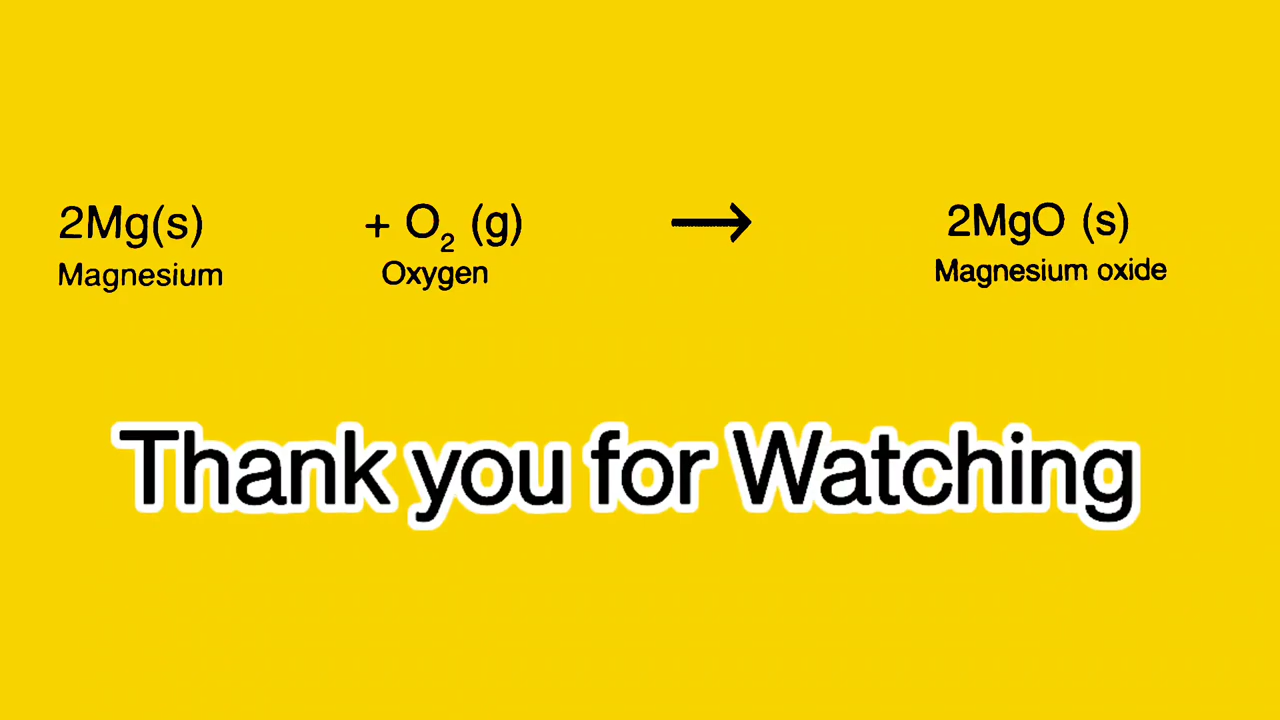 2Mg(s) + O₂ (g) → 2MgO (s)
Magnesium Oxygen Magnesium oxide
Thank you for Watching